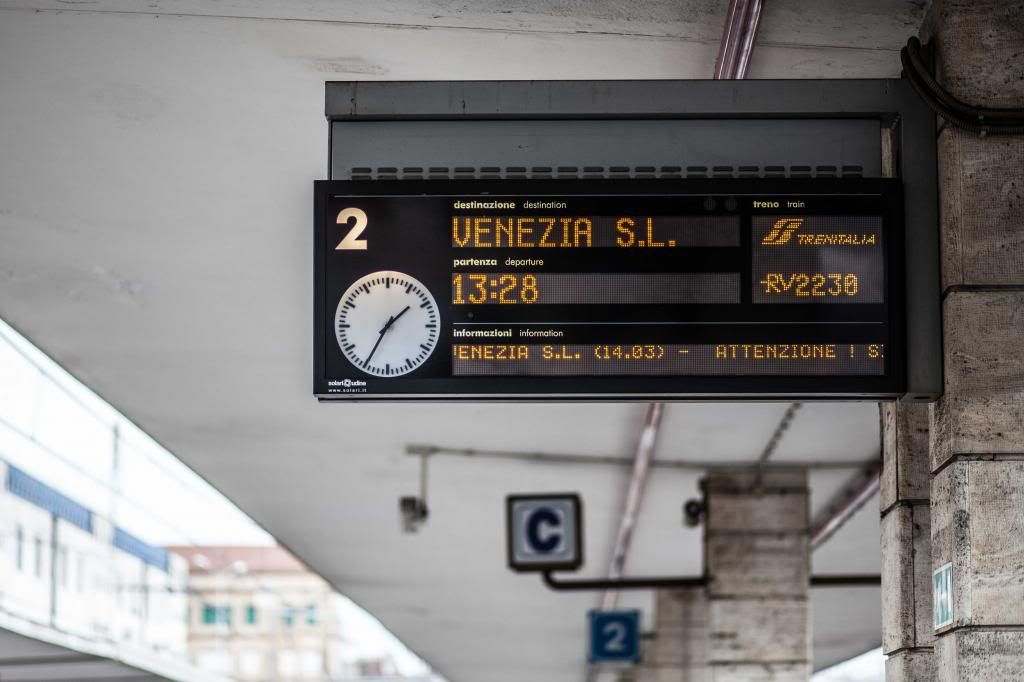 2
destinazione destination
VENEZIA S.L.
partenza departure
13:28
treno train
TRENITALIA
RV2230
informazioni information
VENEZIA S.L. (14.03) - ATTENZIONE ! S
solari udine
www.solari.it
C
2